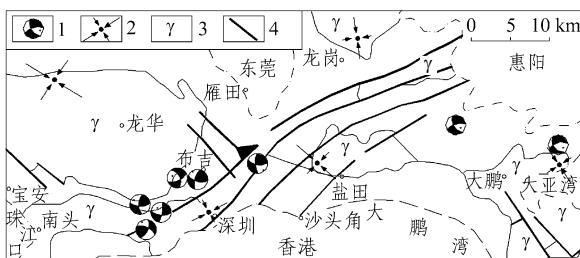 1 2 γ 3 4
0 5 10 km
东莞 龙岗 惠阳
γ
γ
雁田
γ 龙华
布吉
γ
盐田
大鹏 大亚湾
宝安
珠江口
南头 γ
深圳 沙头角
大鹏湾
香港
γ
γ